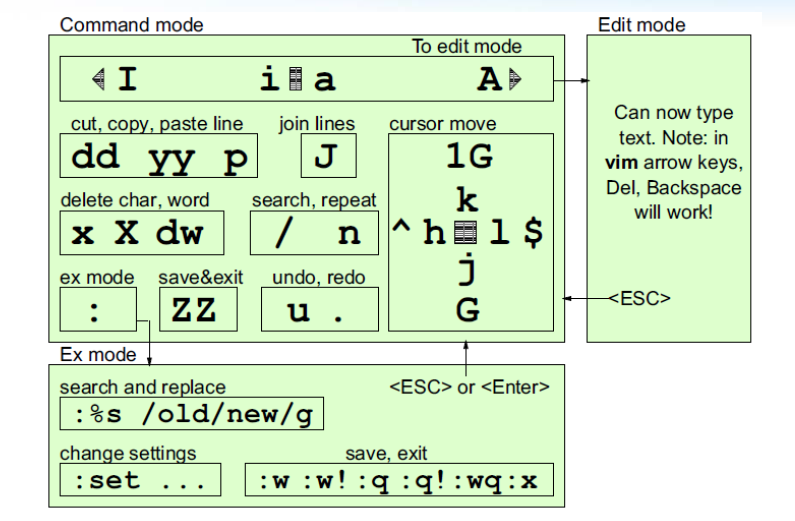 Command mode
To edit mode
I i a A
cut, copy, paste line
dd yy p
join lines
J
cursor move
1G
k
^ h l $
j
G
delete char, word
x X dw
search, repeat
/ n
ex mode
:
save&exit
ZZ
undo, redo
u .
Edit mode
Can now type
text. Note: in
vim arrow keys,
Del, Backspace
will work!
<ESC>
Ex mode
<ESC> or <Enter>
search and replace
:%s /old/new/g
change settings
:set ...
save, exit
:w :w! :q :q! :wq :x